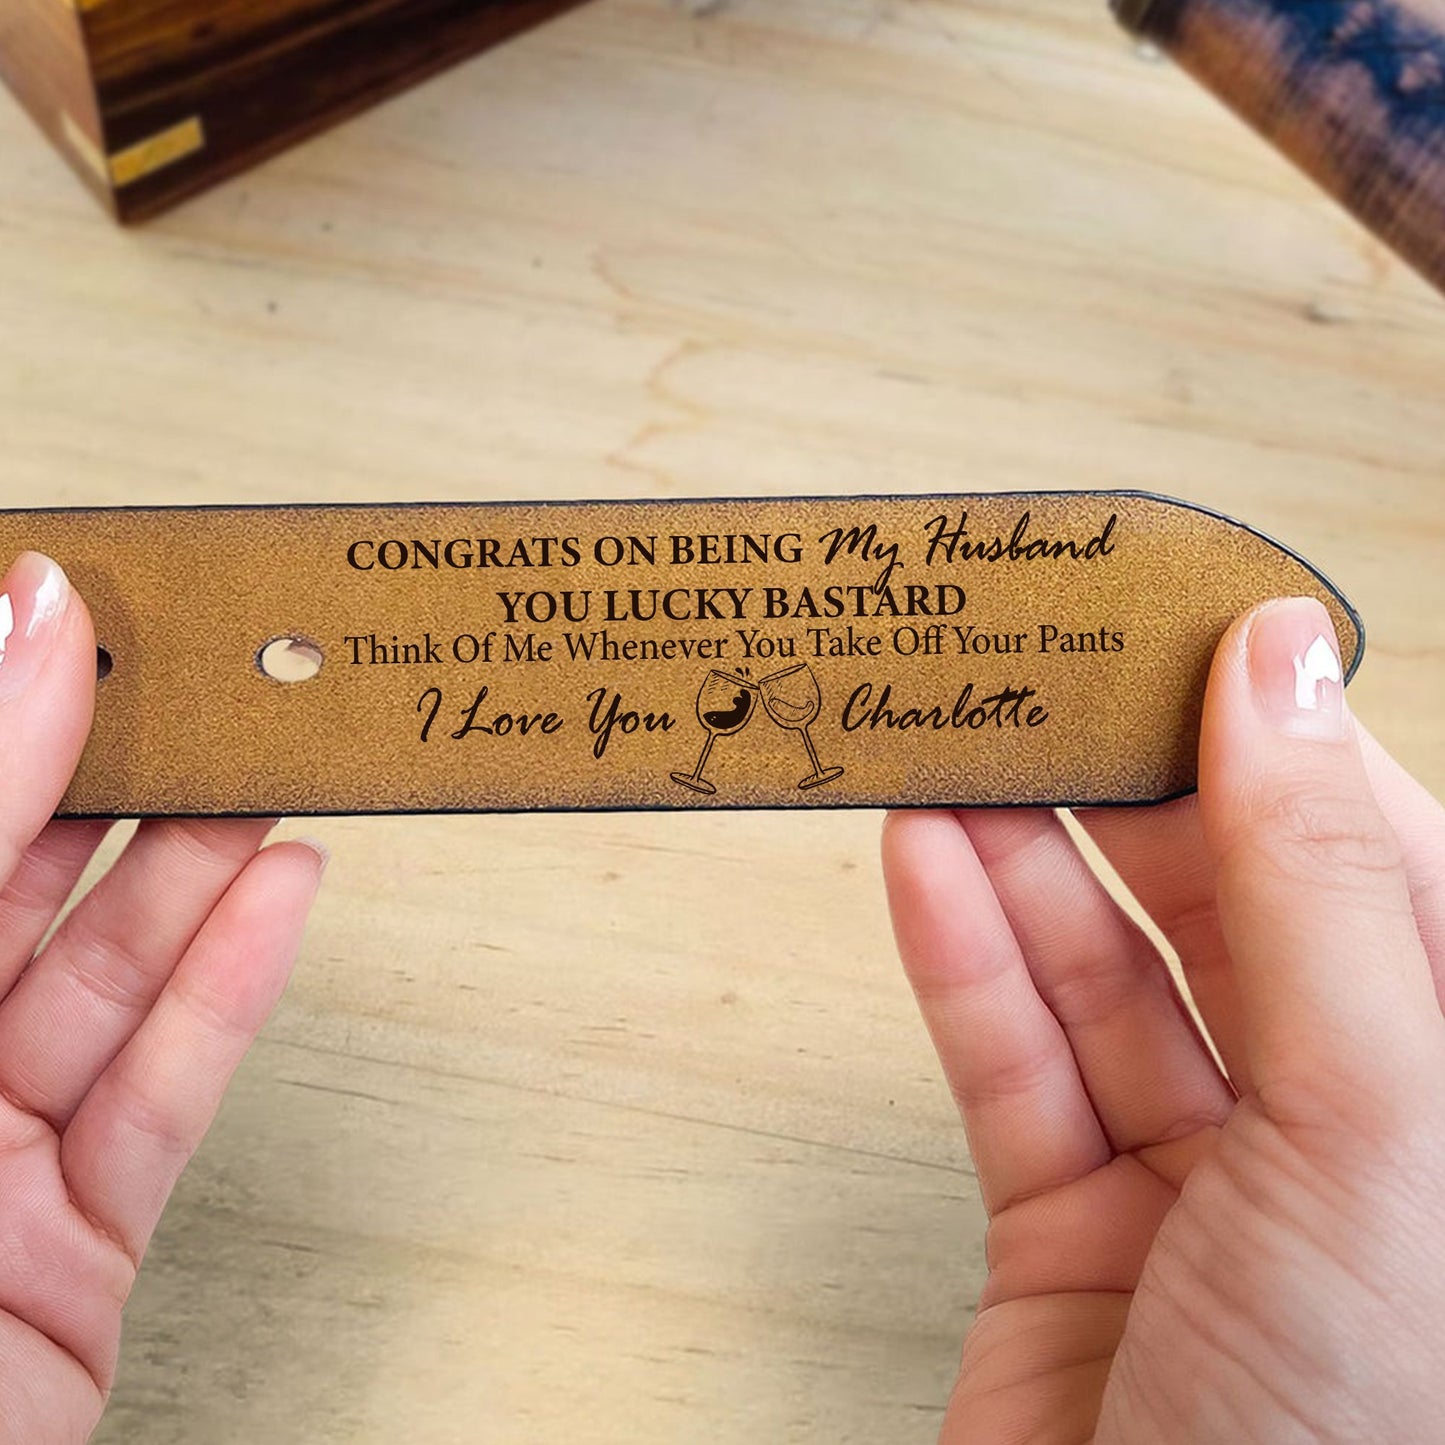 CONGRATS ON BEING My Husband
YOU LUCKY BASTARD
Think Of Me Whenever You Take Off Your Pants
I Love You Charlotte